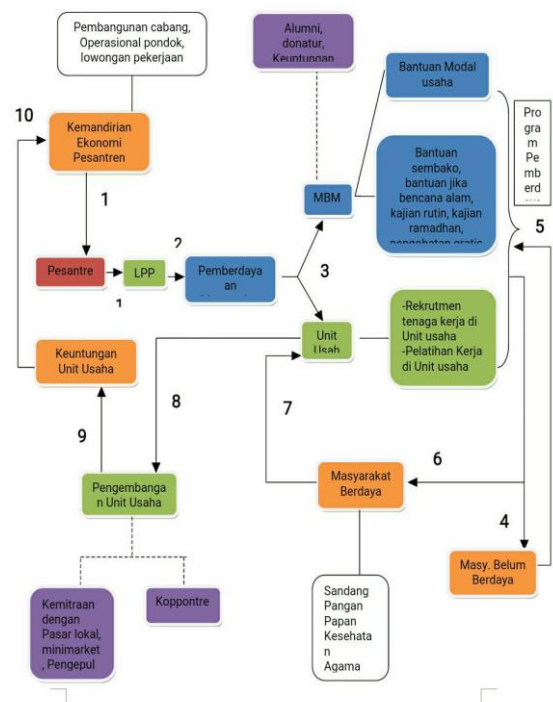 Pembangunan cabang,
Operasional pondok,
lowongan pekerjaan
Alumni,
donatur,
Keuntungan
Bantuan Modal
usaha
10
Kemandirian
Ekonomi
Pesantren
Pro
gra
m
Pe
mb
erd
Bantuan
sembako,
bantuan jika
bencana alam,
kajian rutin, kajian
ramadhan,
pengobatan gratis
MBM
5
1
2
3
Pesantre
LPP
Pemberdaya
an
1
Unit
Usah
-Rekrutmen
tenaga kerja di
Unit usaha
-Pelatihan Kerja
di Unit usaha
Keuntungan
Unit Usaha
8
7
9
6
Pengembanga
n Unit Usaha
Masyarakat
Berdaya
4
Masy. Belum
Berdaya
Kemitraan
dengan
Pasar lokal,
minimarket
, Pengepul
Koppontre
Sandang
Pangan
Papan
Kesehata
n
Agama